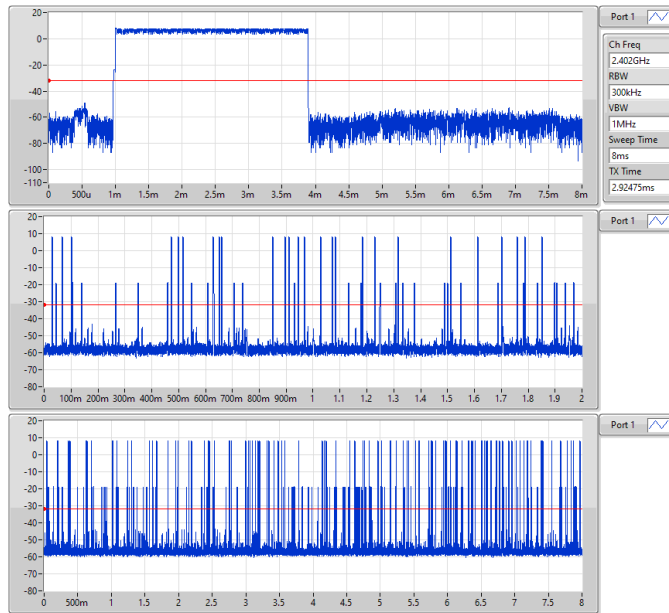 Port 1
20
0
-20
-40
-60
-80
-100
-110
0 500u 1m 1.5m 2m 2.5m 3m 3.5m 4m 4.5m 5m 5.5m 6m 6.5m 7m 7.5m 8m
Ch Freq
2.402GHz
RBW
300kHz
VBW
1MHz
Sweep Time
8ms
TX Time
2.92475ms
Port 1
20
10
0
-10
-20
-30
-40
-50
-60
-70
-80
0 100m 200m 300m 400m 500m 600m 700m 800m 900m 1 1.1 1.2 1.3 1.4 1.5 1.6 1.7 1.8 1.9 2
Port 1
20
10
0
-10
-20
-30
-40
-50
-60
-70
-80
0 500m 1 1.5 2 2.5 3 3.5 4 4.5 5 5.5 6 6.5 7 7.5 8